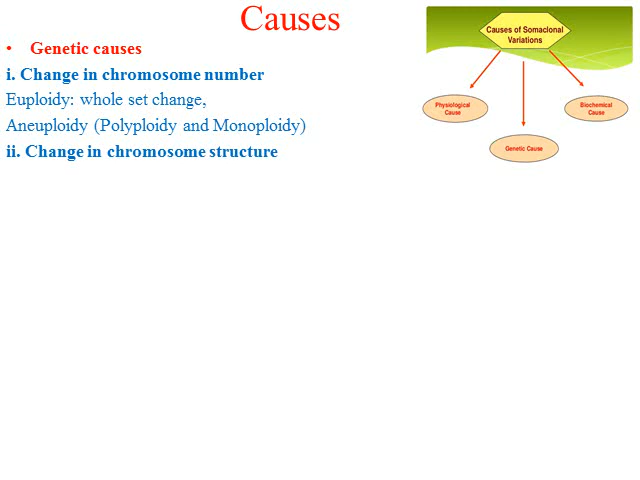 Causes
• Genetic causes
i. Change in chromosome number
Euploidy: whole set change,
Aneuploidy (Polyploidy and Monoploidy)
ii. Change in chromosome structure
Causes of Somaclonal
Variations
Physiological
Cause
Biochemical
Cause
Genetic Cause